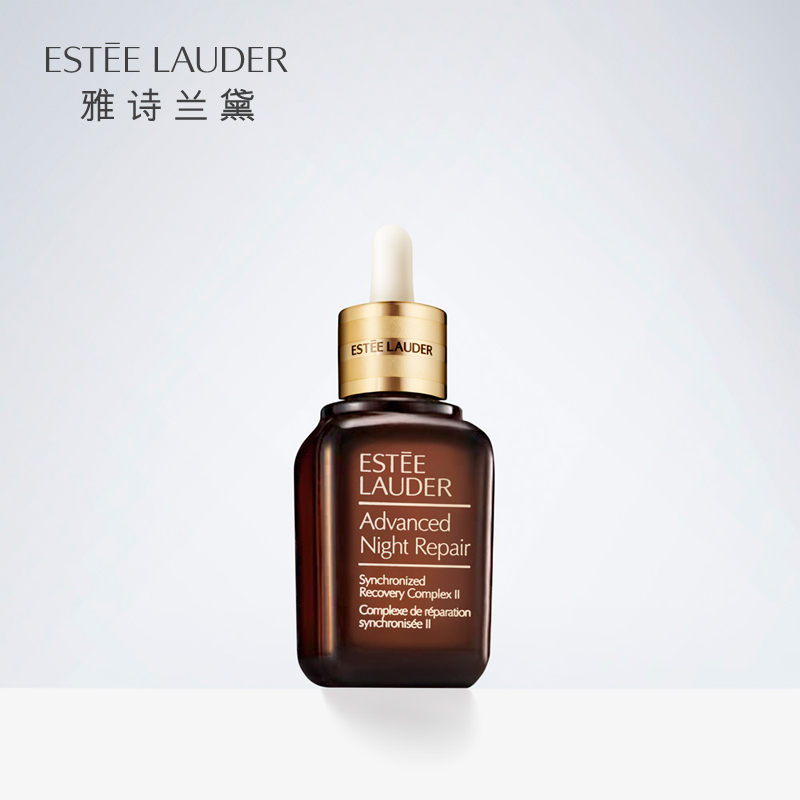 ESTĒE LAUDER
雅诗兰黛
ESTĒE LAUDER
ESTĒE
LAUDER
Advanced
Night Repair
Synchronized
Recovery Complex II
Complexe de réparation
synchronisée II